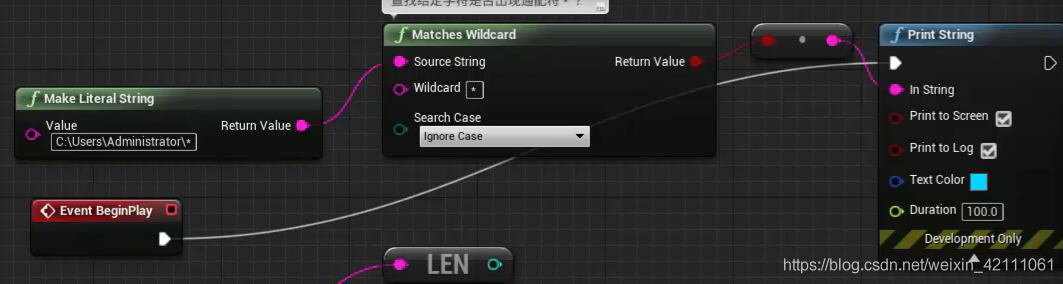 查找给定字符是否出现通配符 * ?
Matches Wildcard
Source String
Return Value
Wildcard *
Search Case
Ignore Case
Print String
In String
Print to Screen
Print to Log
Text Color
Duration 100.0
Development Only
Make Literal String
Value
Return Value
C:\Users\Administrator\*
Event BeginPlay
LEN
https://blog.csdn.net/weixin_42111061